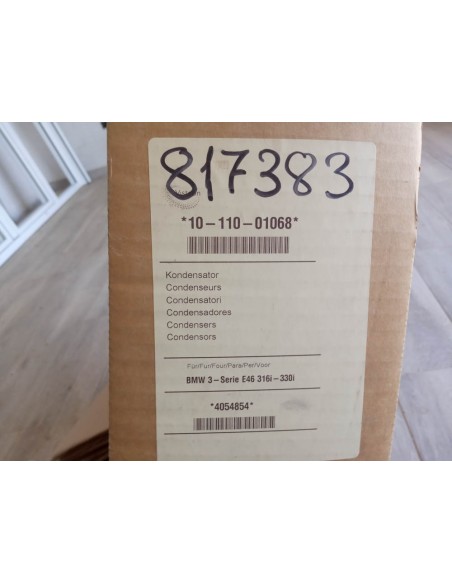 817383
*10-110-01068*
Kondensator
Condenseurs
Condensatori
Condensadores
Condensers
Condensors
Für/Fur/Four/Para/Per/Voor
BMW 3-Serie E46 316i-330i
*4054854*